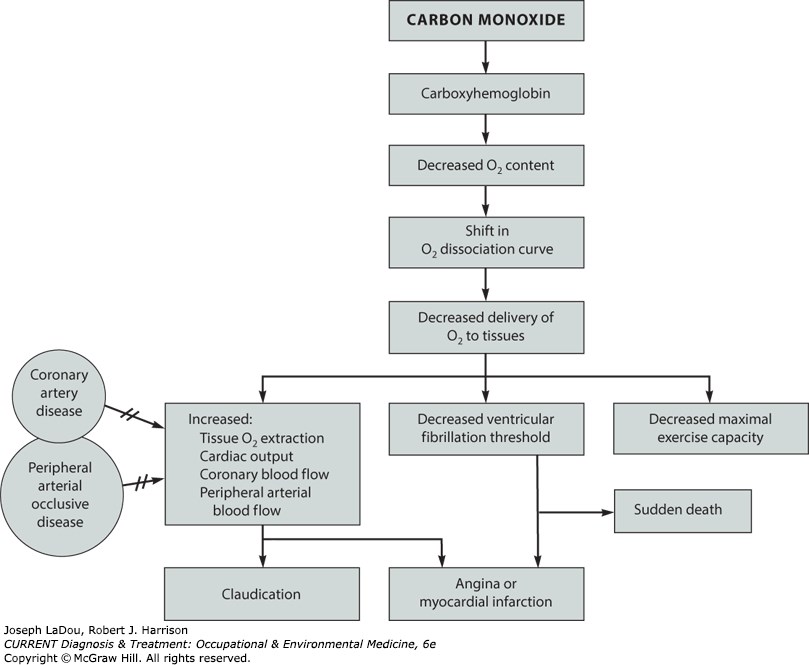 CARBON MONOXIDE
Carboxyhemoglobin
Decreased O₂ content
Shift in
O₂ dissociation curve
Decreased delivery of
O₂ to tissues
Coronary
artery
disease
Peripheral
arterial
occlusive
disease
Increased:
Tissue O₂ extraction
Cardiac output
Coronary blood flow
Peripheral arterial
blood flow
Decreased ventricular
fibrillation threshold
Decreased maximal
exercise capacity
Sudden death
Claudication
Angina or
myocardial infarction
Joseph LaDou, Robert J. Harrison
CURRENT Diagnosis & Treatment: Occupational & Environmental Medicine, 6e
Copyright © McGraw Hill. All rights reserved.